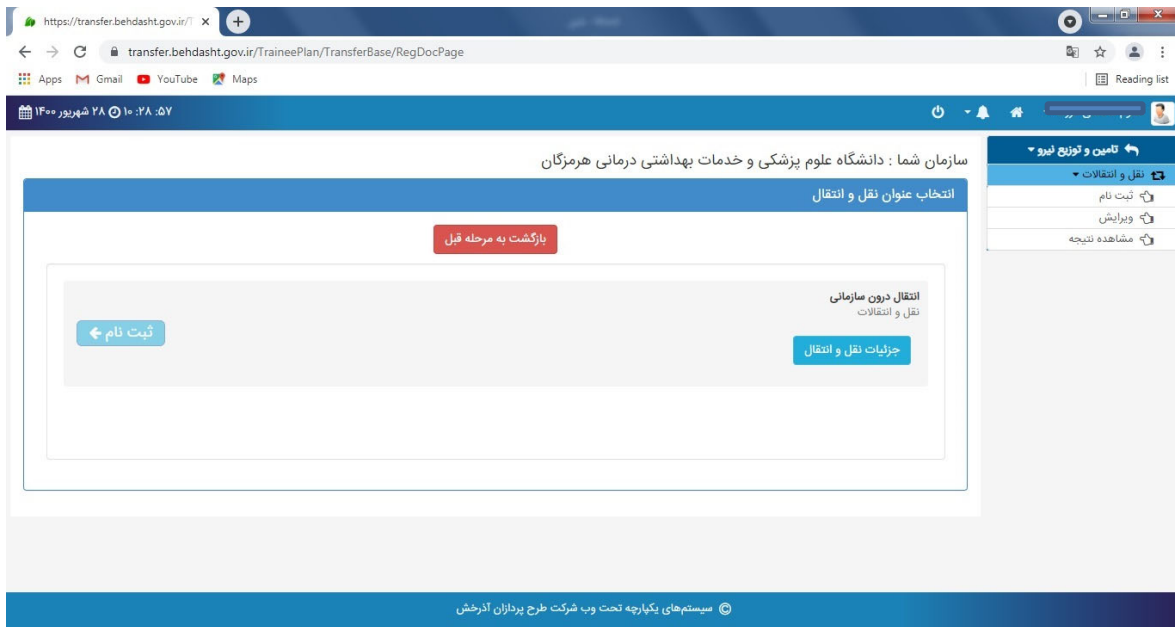 https://transfer.behdasht.gov.ir/T
transfer.behdasht.gov.ir/TraineePlan/TransferBase/RegDocPage
Apps Gmail YouTube Maps Reading list
۲۸ شهریور ۱۴۰۰ ۱۰ :۲۸ :۵۷
تامین و توزیع نیرو
نقل و انتقالات
ثبت نام
ویرایش
مشاهده نتیجه
سازمان شما : دانشگاه علوم پزشکی و خدمات بهداشتی درمانی هرمزگان
انتخاب عنوان نقل و انتقال
بازگشت به مرحله قبل
انتقال درون سازمانی
نقل و انتقالات
جزئیات نقل و انتقال
ثبت نام
© سیستم‌های یکپارچه تحت وب شرکت طرح پردازان آذرخش